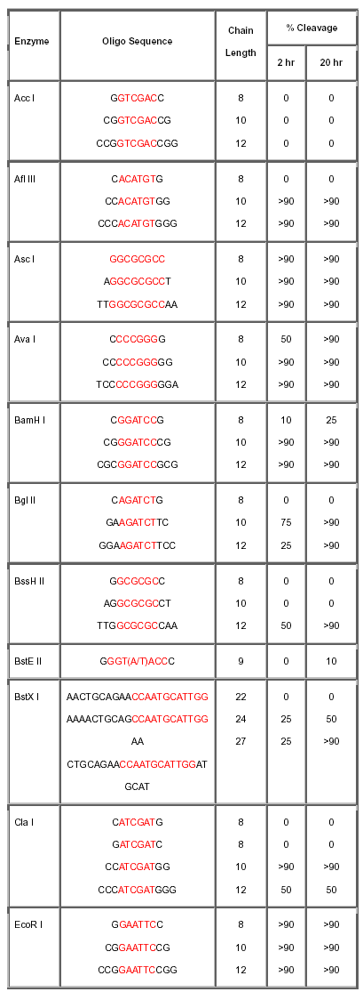 Enzyme Oligo Sequence Chain Length % Cleavage
2 hr 20 hr
Acc I GGTCGACC 8 0 0
CGGTCGACCG 10 0 0
CCGGTCGACCGG 12 0 0
Afl III CACATGTG 8 0 0
CCACATGTGG 10 >90 >90
CCCACATGTGGG 12 >90 >90
Asc I GGCGCGCC 8 >90 >90
AGGCGCGCCT 10 >90 >90
TTGGCGCGCCAA 12 >90 >90
Ava I CCCCGGGG 8 50 >90
CCCCCGGGGG 10 >90 >90
TCCCCCGGGGGA 12 >90 >90
BamH I CGGATCCG 8 10 25
CGGGATCCCG 10 >90 >90
CGCGGATCCGCG 12 >90 >90
Bgl II CAGATCTG 8 0 0
GAAGATCTTC 10 75 >90
GGAAGATCTTCC 12 25 >90
BssH II GGCGCGCC 8 0 0
AGGCGCGCCT 10 0 0
TTGGCGCGCCAA 12 50 >90
BstE II GGGT(A/T)ACCC 9 0 10
BstX I AACTGCAGAACCAATGCATTGG 22 0 0
AAAACTGCAGCCAATGCATTGG 24 25 50
AA 27 25 >90
CTGCAGAACCAATGCATTGGAT
GCAT
Cla I CATCGATG 8 0 0
GATCGATC 8 0 0
CCATCGATGG 10 >90 >90
CCCATCGATGGG 12 50 50
EcoR I GGAATTCC 8 >90 >90
CGGAATTCCG 10 >90 >90
CCGGAATTCCGG 12 >90 >90